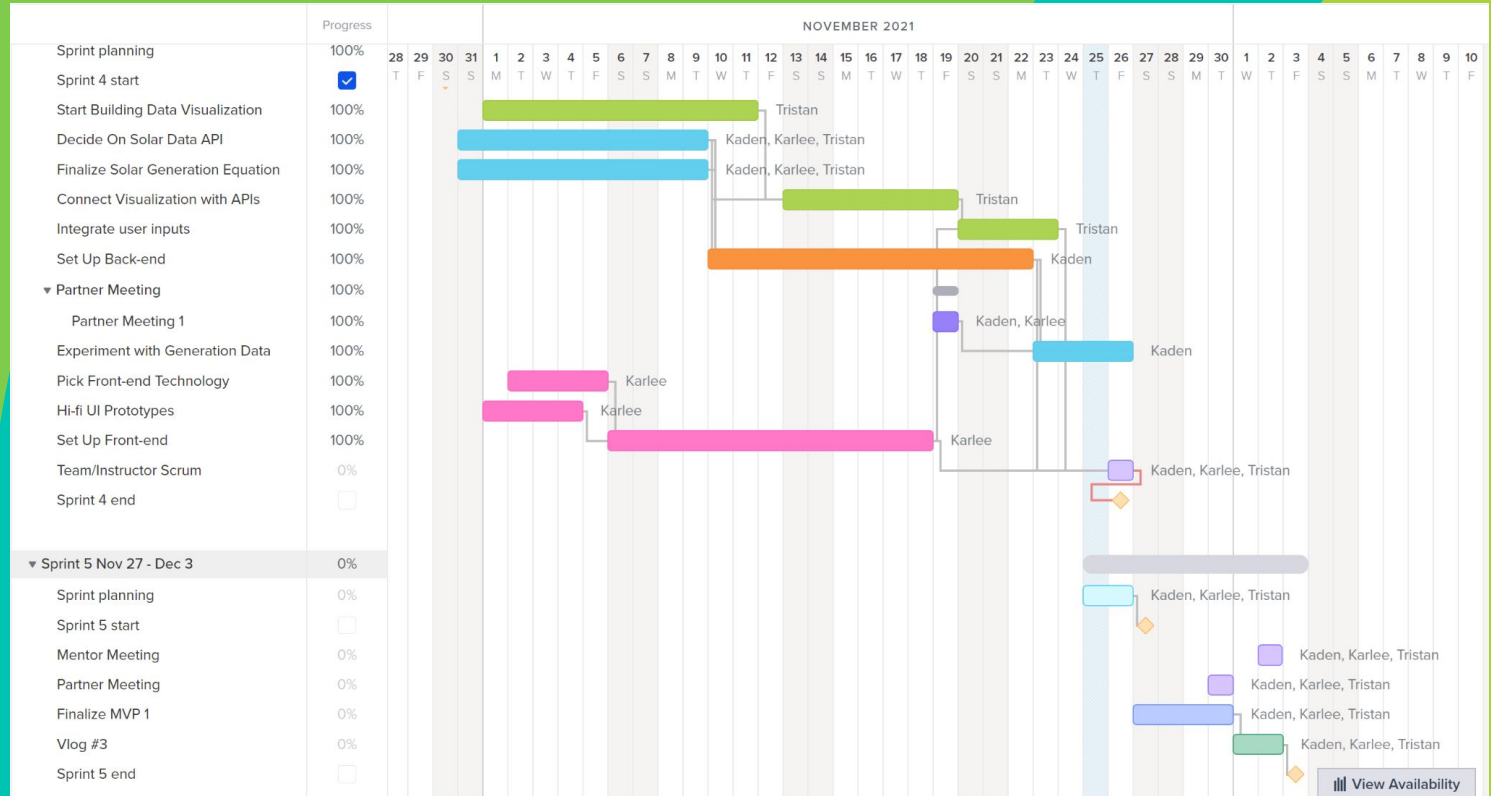 Progress
NOVEMBER 2021
28 29 30 31 1 2 3 4 5 6 7 8 9 10 11 12 13 14 15 16 17 18 19 20 21 22 23 24 25 26 27 28 29 30 1 2 3 4 5 6 7 8 9 10
T F S S M T W T F S S M T W T F S S M T W T F S S M T W T F S S M T W T F S S M T W T F
Sprint planning 100%
Sprint 4 start
Start Building Data Visualization 100% Tristan
Decide On Solar Data API 100% Kaden, Karlee, Tristan
Finalize Solar Generation Equation 100% Kaden, Karlee, Tristan
Connect Visualization with APIs 100% Tristan
Integrate user inputs 100% Tristan
Set Up Back-end 100% Kaden
Partner Meeting 100%
Partner Meeting 1 100% Kaden, Karlee
Experiment with Generation Data 100% Kaden
Pick Front-end Technology 100% Karlee
Hi-fi UI Prototypes 100% Karlee
Set Up Front-end 100% Karlee
Team/Instructor Scrum 0% Kaden, Karlee, Tristan
Sprint 4 end
Sprint 5 Nov 27 - Dec 3 0%
Sprint planning 0% Kaden, Karlee, Tristan
Sprint 5 start
Mentor Meeting 0% Kaden, Karlee, Tristan
Partner Meeting 0% Kaden, Karlee, Tristan
Finalize MVP 1 0% Kaden, Karlee, Tristan
Vlog #3 0% Kaden, Karlee, Tristan
Sprint 5 end
View Availability